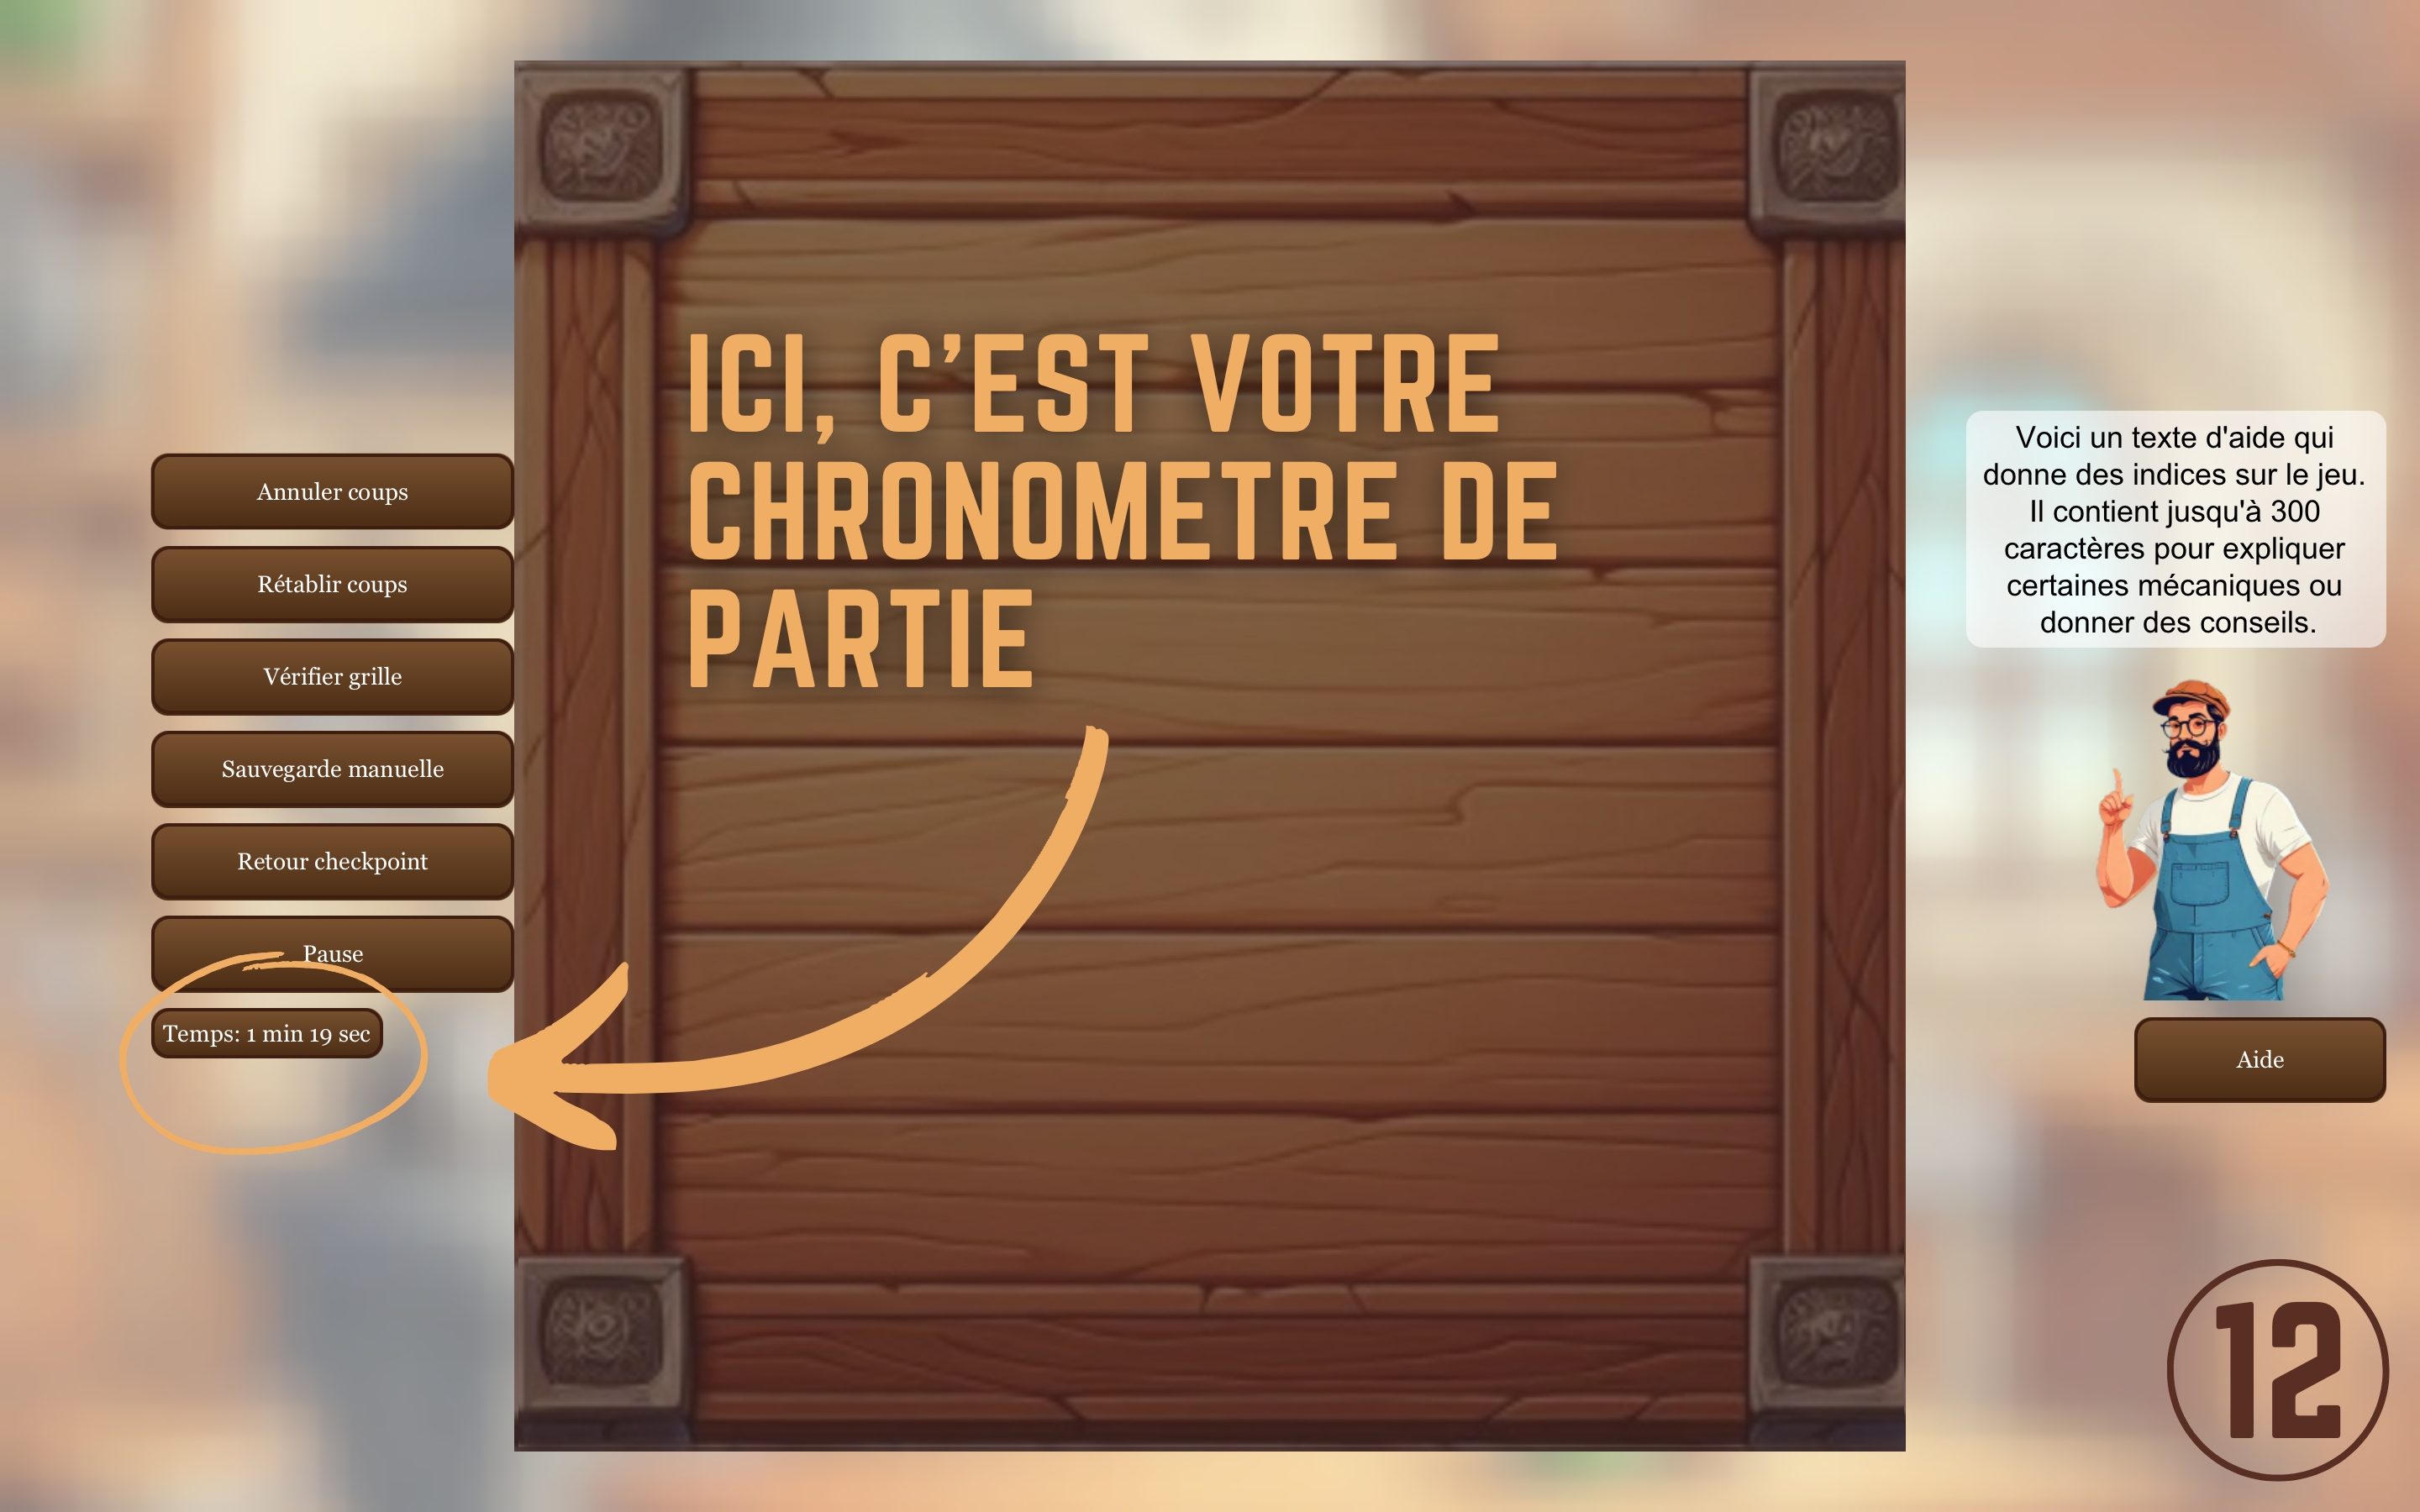 ICI, C'EST VOTRE
CHRONOMETRE DE
PARTIE
Annuler coups
Rétablir coups
Vérifier grille
Sauvegarde manuelle
Retour checkpoint
Pause
Temps: 1 min 19 sec
Voici un texte d'aide qui
donne des indices sur le jeu.
Il contient jusqu'à 300
caractères pour expliquer
certaines mécaniques ou
donner des conseils.
Aide
12